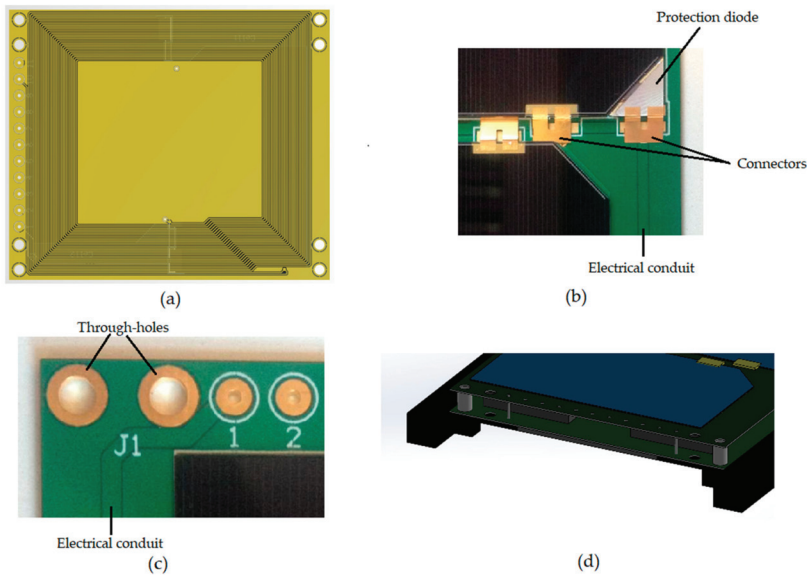 Protection diode
Connectors
Electrical conduit
(a)
(b)
Through-holes
J1
1
2
Electrical conduit
(c)
(d)